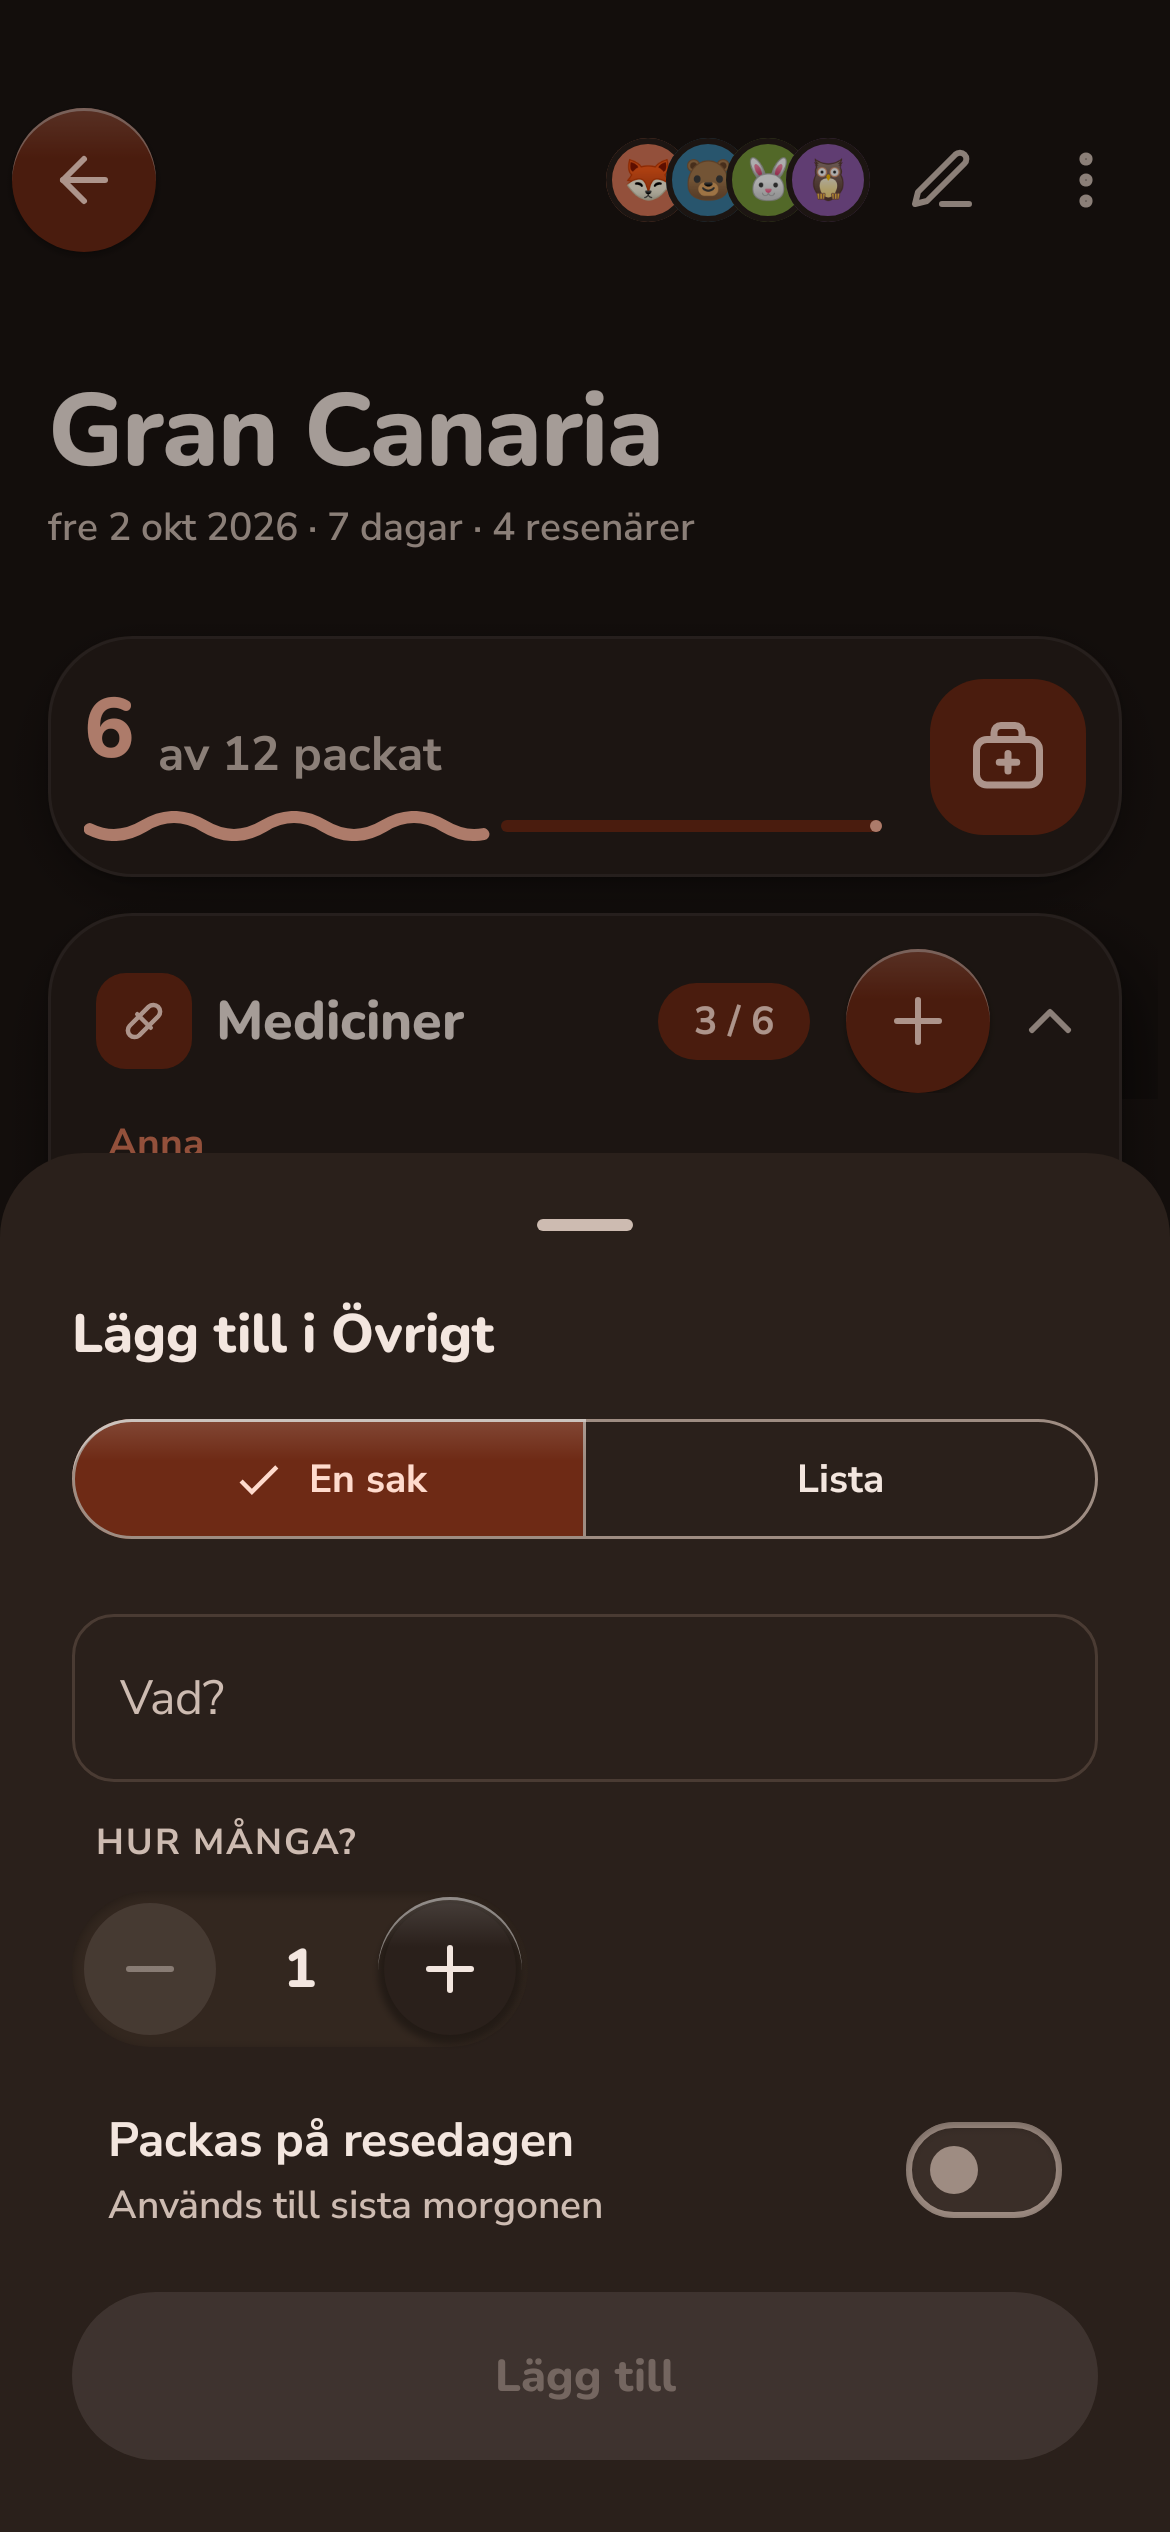 Gran Canaria
fre 2 okt 2026 · 7 dagar · 4 resenärer
6 av 12 packat
Mediciner
3 / 6
Anna
Lägg till i Övrigt
En sak
Lista
Vad?
HUR MÅNGA?
1
Packas på resedagen
Används till sista morgonen
Lägg till